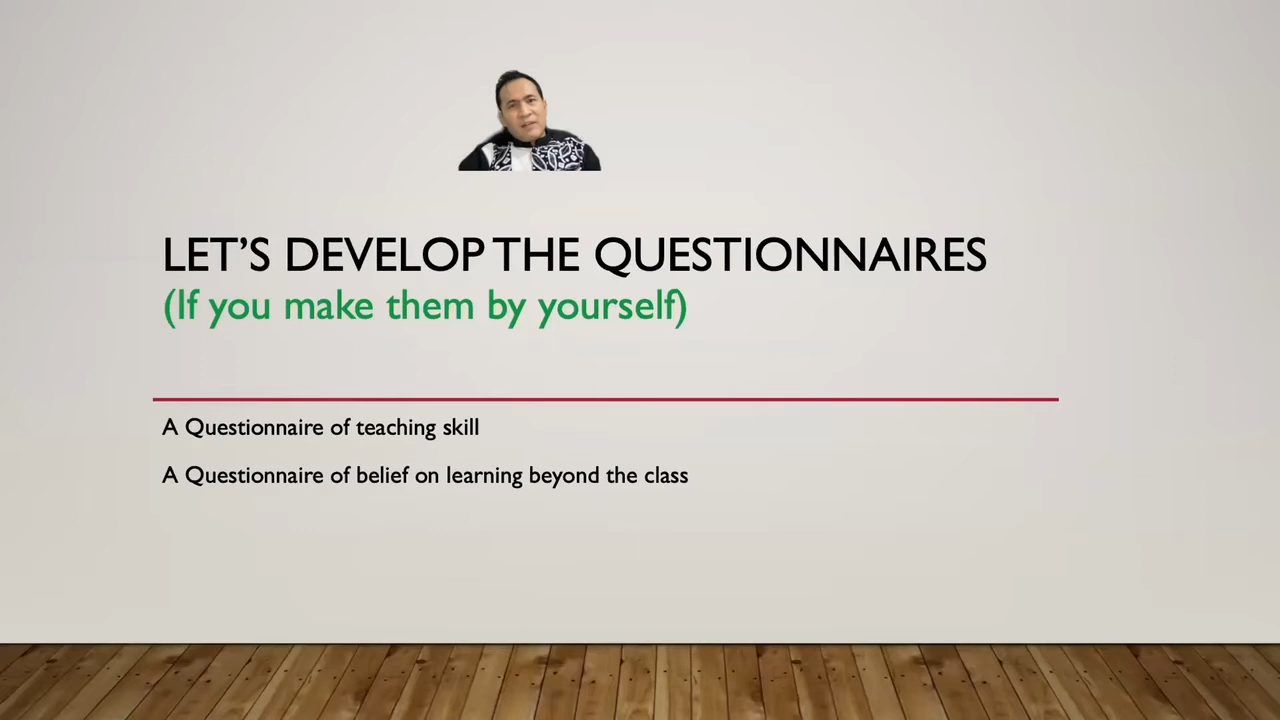 LET’S DEVELOP THE QUESTIONNAIRES
(If you make them by yourself)
A Questionnaire of teaching skill
A Questionnaire of belief on learning beyond the class